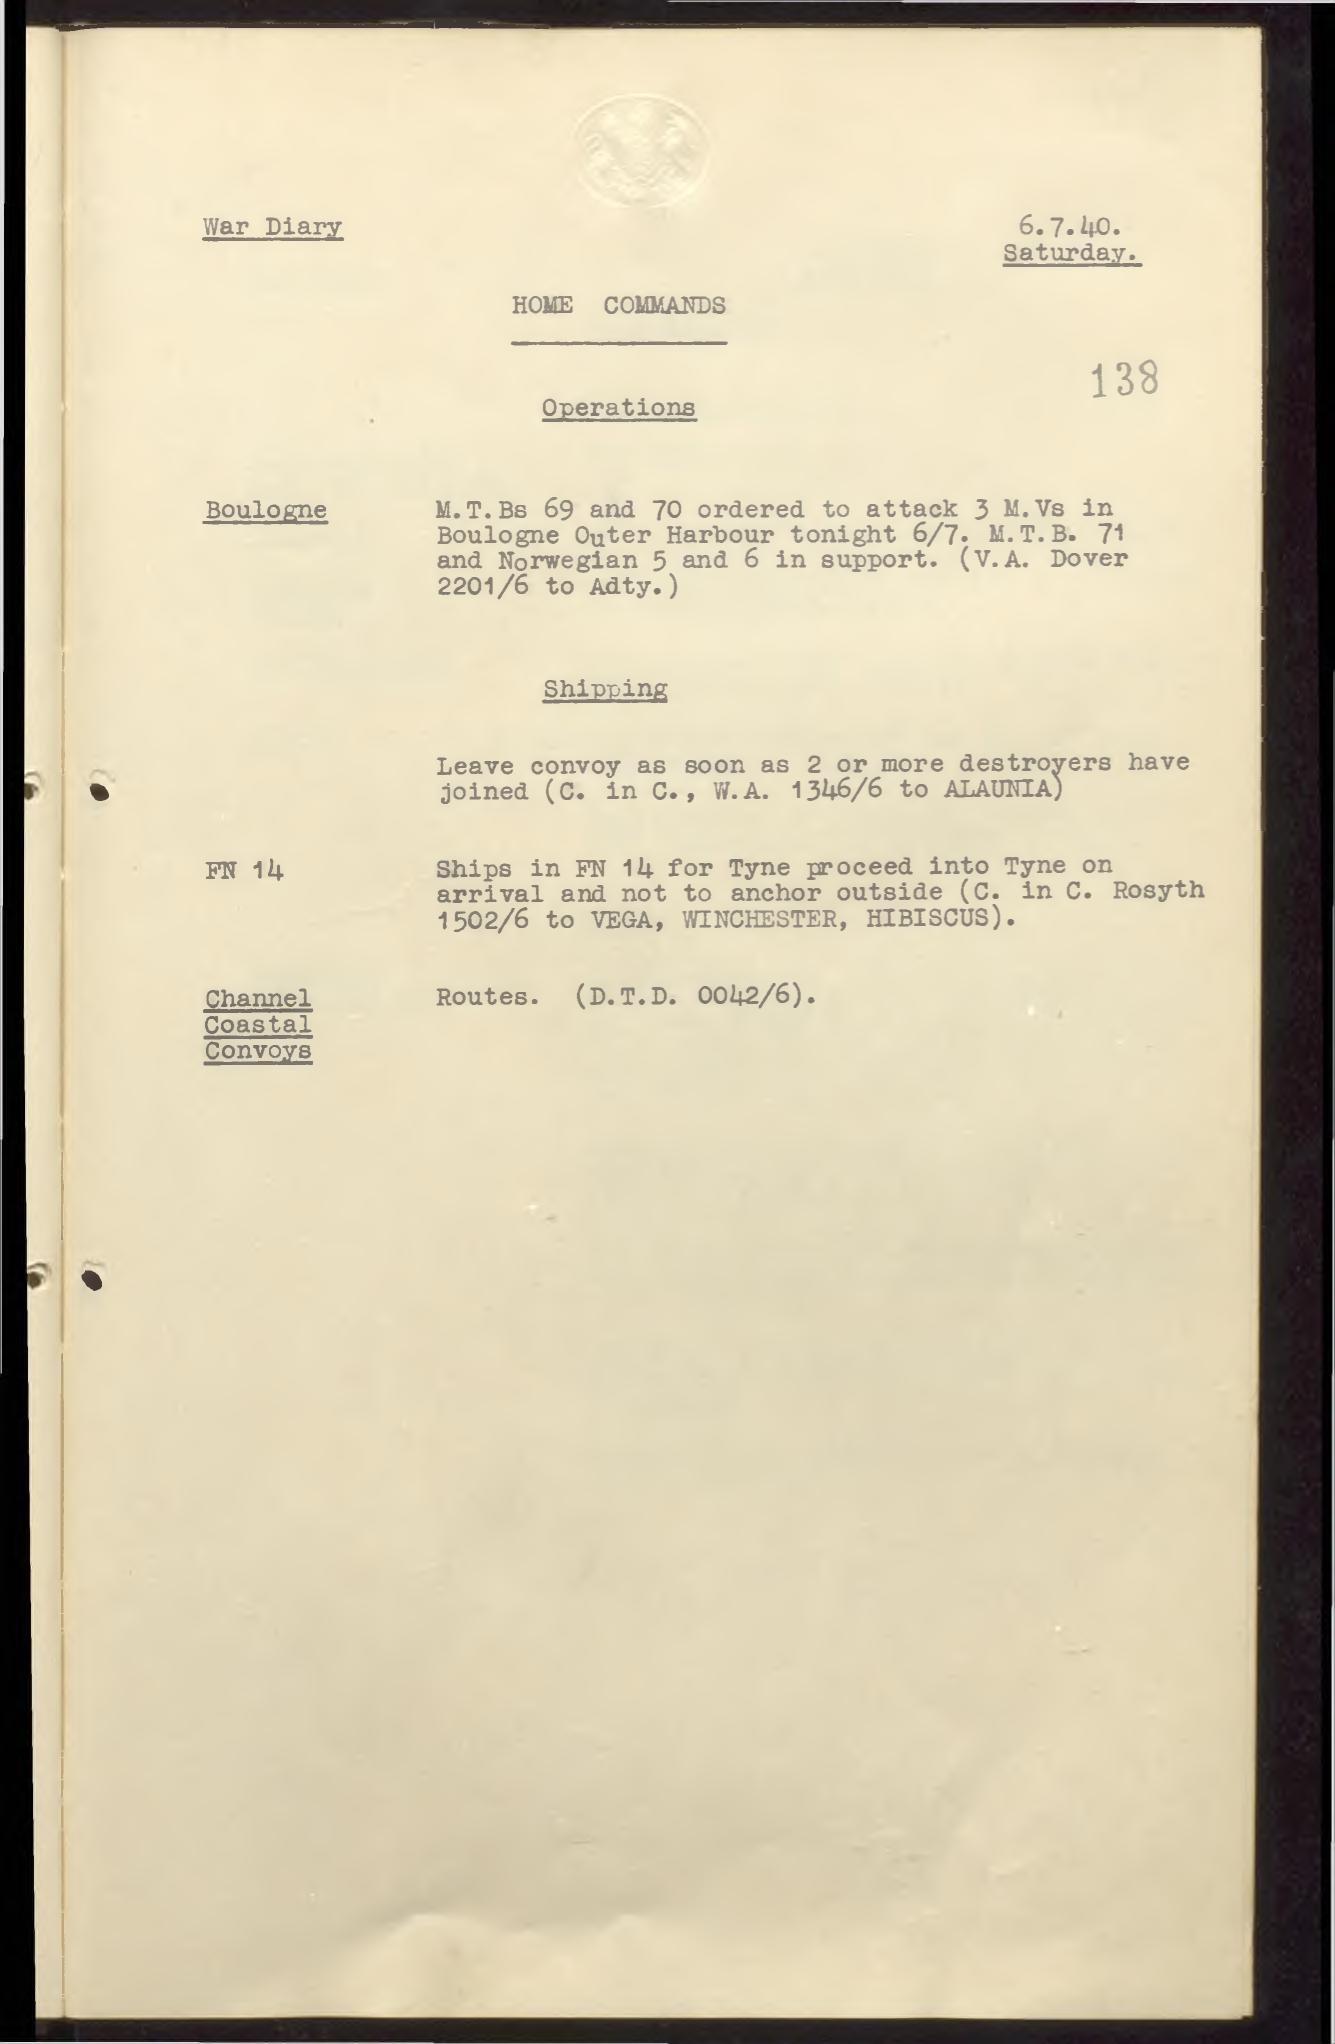 War Diary
6.7.40.
Saturday.
HOME COMMANDS
138
Operations
Boulogne
M.T.Bs 69 and 70 ordered to attack 3 M.Vs in
Boulogne Outer Harbour tonight 6/7. M.T.B. 71
and Norwegian 5 and 6 in support. (V.A. Dover
2201/6 to Adty.)
Shipping
Leave convoy as soon as 2 or more destroyers have
joined (C. in C., W.A. 1346/6 to ALAUNIA)
FN 14
Ships in FN 14 for Tyne proceed into Tyne on
arrival and not to anchor outside (C. in C. Rosyth
1502/6 to VEGA, WINCHESTER, HIBISCUS).
Channel
Coastal
Convoys
Routes. (D.T.D. 0042/6).